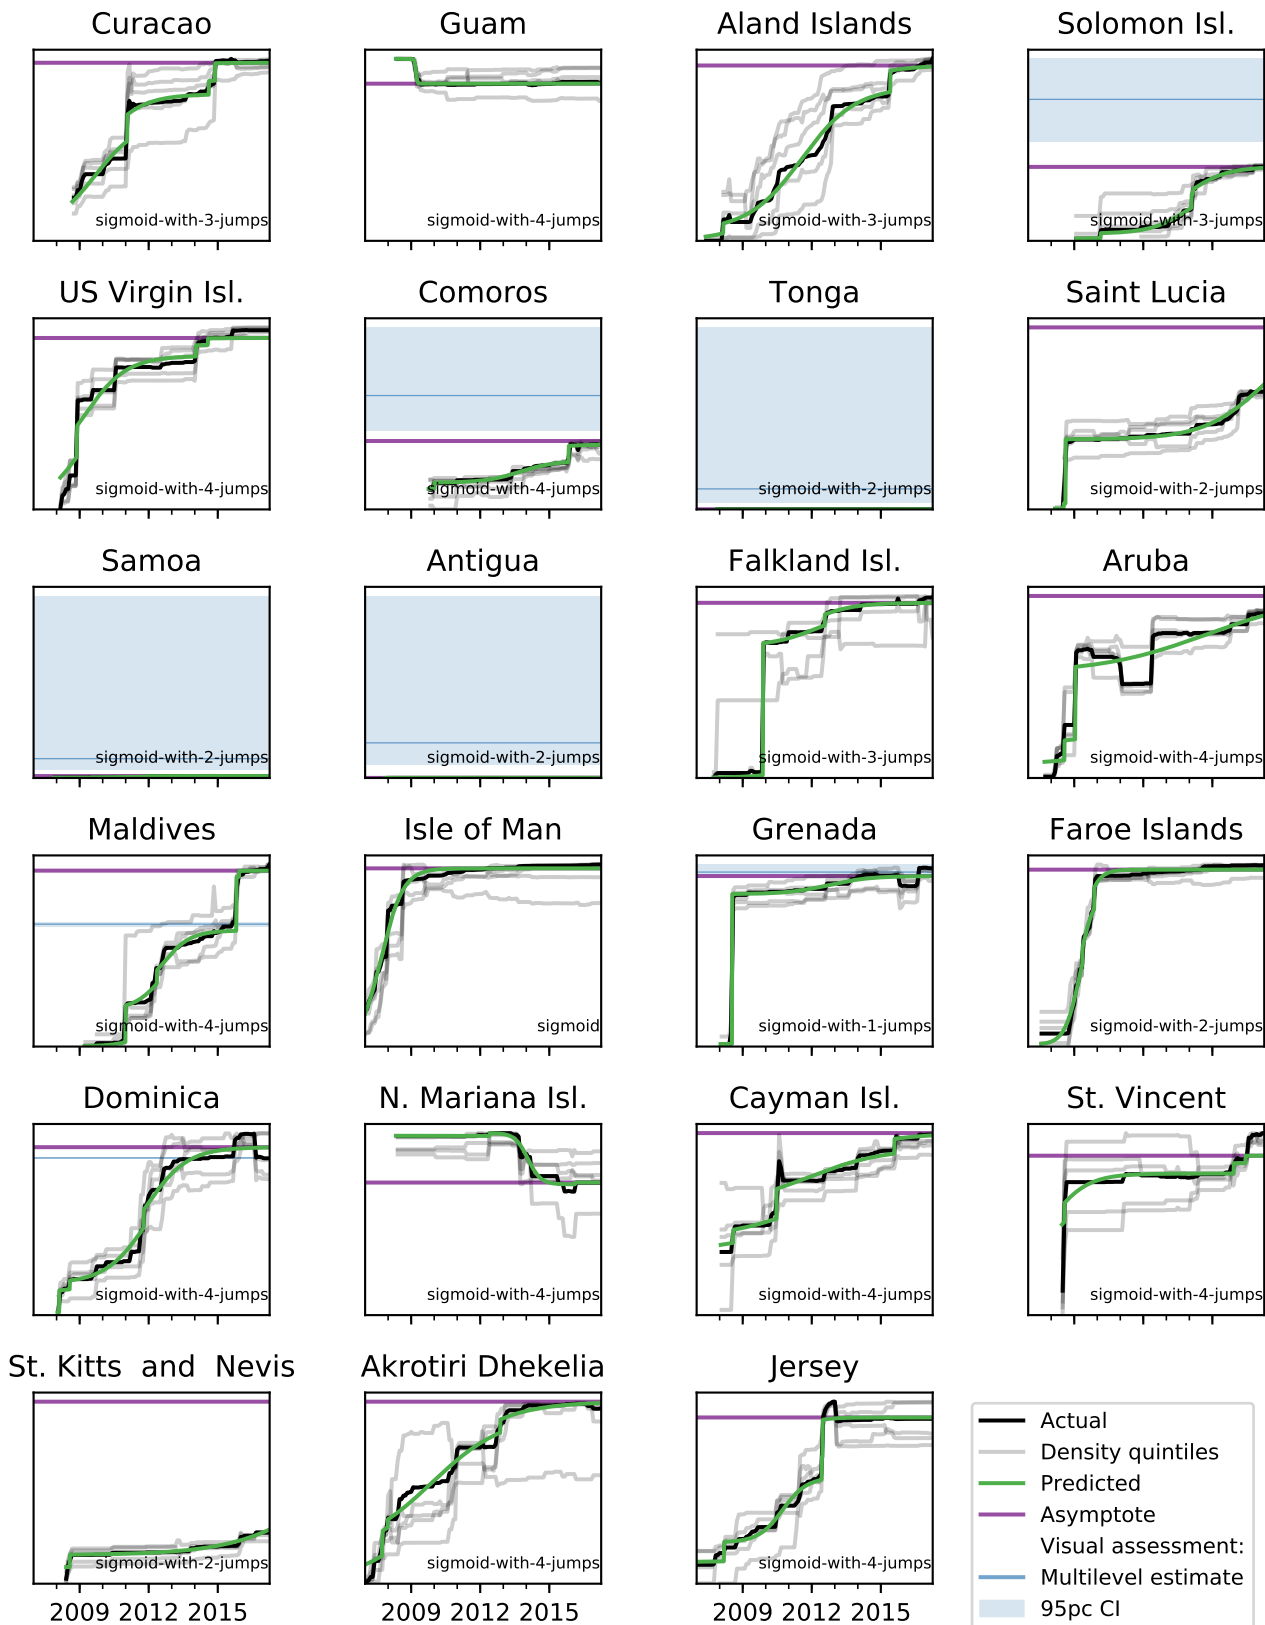 Curacao
Guam
Aland Islands
Solomon Isl.
sigmoid-with-3-jumps
sigmoid-with-4-jumps
sigmoid-with-3-jumps
sigmoid-with-3-jumps
US Virgin Isl.
Comoros
Tonga
Saint Lucia
sigmoid-with-4-jumps
sigmoid-with-4-jumps
sigmoid-with-2-jumps
sigmoid-with-2-jumps
Samoa
Antigua
Falkland Isl.
Aruba
sigmoid-with-2-jumps
sigmoid-with-2-jumps
sigmoid-with-3-jumps
sigmoid-with-4-jumps
Maldives
Isle of Man
Grenada
Faroe Islands
sigmoid-with-4-jumps
sigmoid
sigmoid-with-1-jumps
sigmoid-with-2-jumps
Dominica
N. Mariana Isl.
Cayman Isl.
St. Vincent
sigmoid-with-4-jumps
sigmoid-with-4-jumps
sigmoid-with-4-jumps
sigmoid-with-4-jumps
St. Kitts  and  Nevis
Akrotiri Dhekelia
Jersey
sigmoid-with-2-jumps
sigmoid-with-4-jumps
sigmoid-with-4-jumps
2009 2012 2015
2009 2012 2015
2009 2012 2015
Actual
Density quintiles
Predicted
Asymptote
Visual assessment:
Multilevel estimate
95pc CI